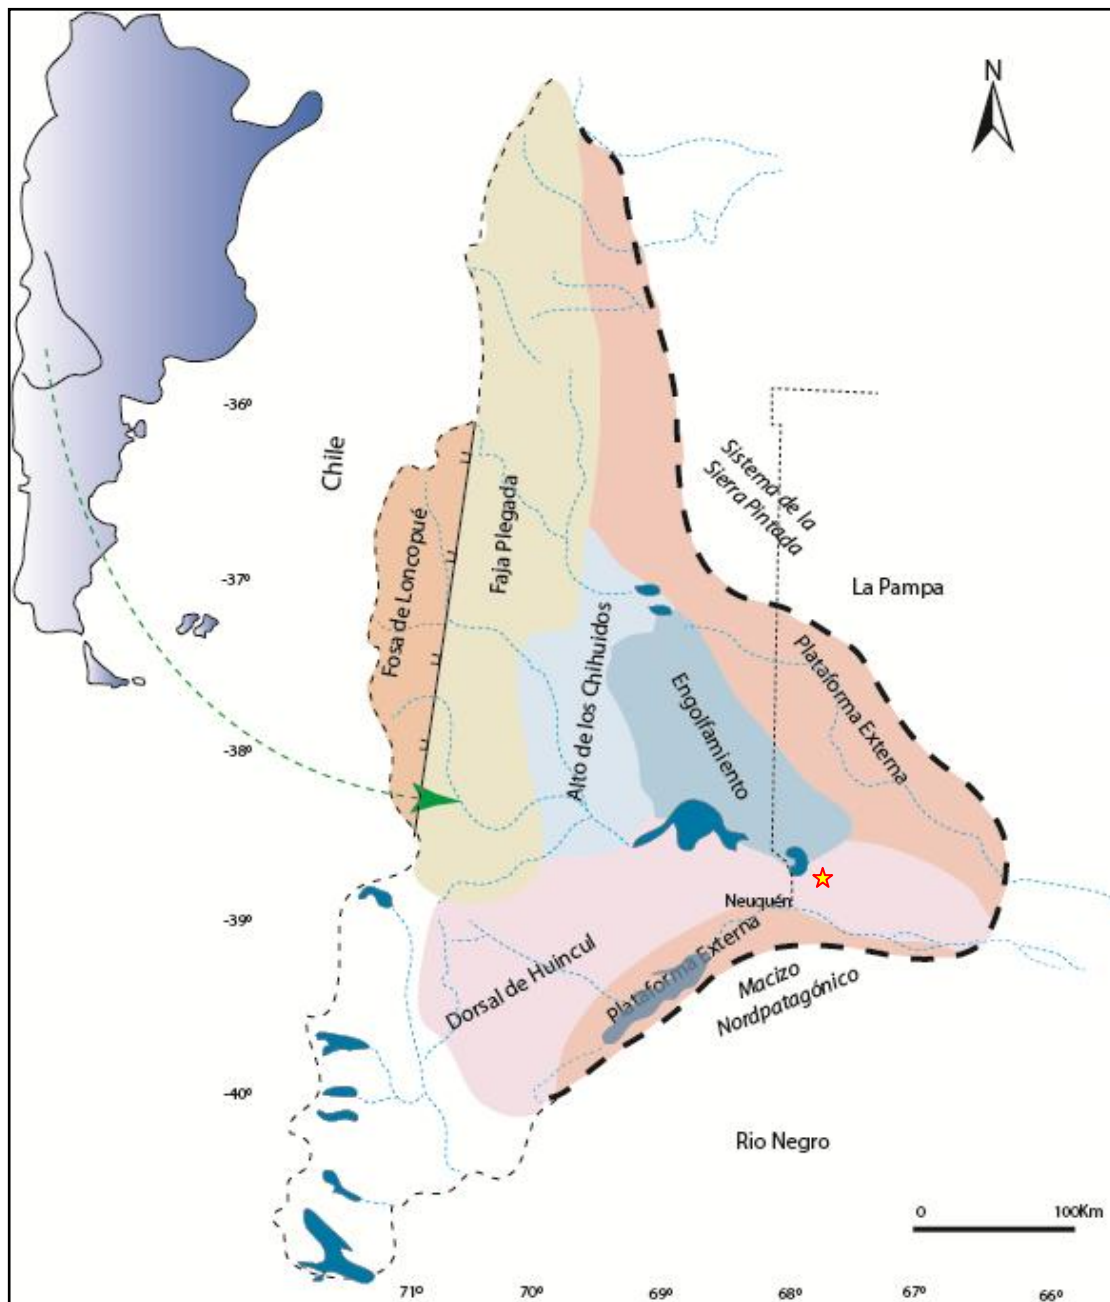 N
-36º
Chile
Sistema de la
Sierra Pintada
Faja Plegada
Fosa de Loncopué
-37º
La Pampa
Alto de los Chihuidos
Engolfamiento
Plataforma Externa
-38º
Neuquén
-39º
Dorsal de Huincul
Plataforma Externa
Macizo
Nordpatagónico
-40º
Rio Negro
0 100Km
71º 70º 69º 68º 67º 66º